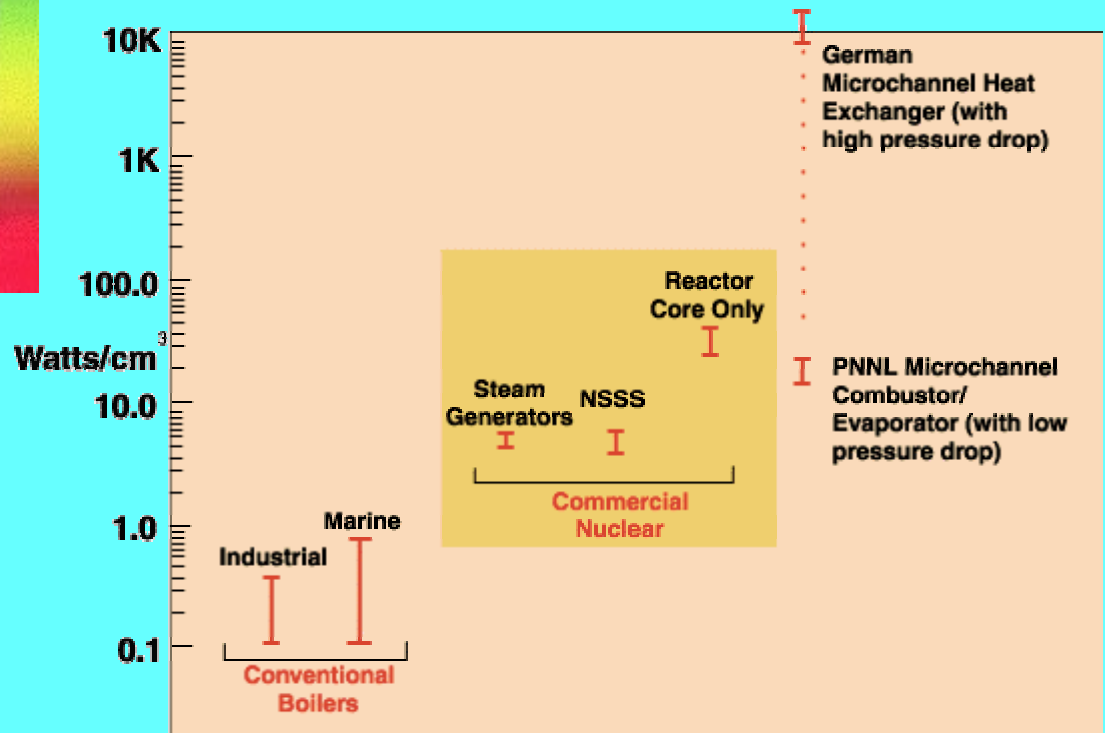 10K
1K
100.0
Watts/cm³
10.0
1.0
0.1
German
Microchannel Heat
Exchanger (with
high pressure drop)
Reactor
Core Only
PNNL Microchannel
Combustor/
Evaporator (with low
pressure drop)
Steam
Generators
NSSS
Commercial
Nuclear
Marine
Industrial
Conventional
Boilers